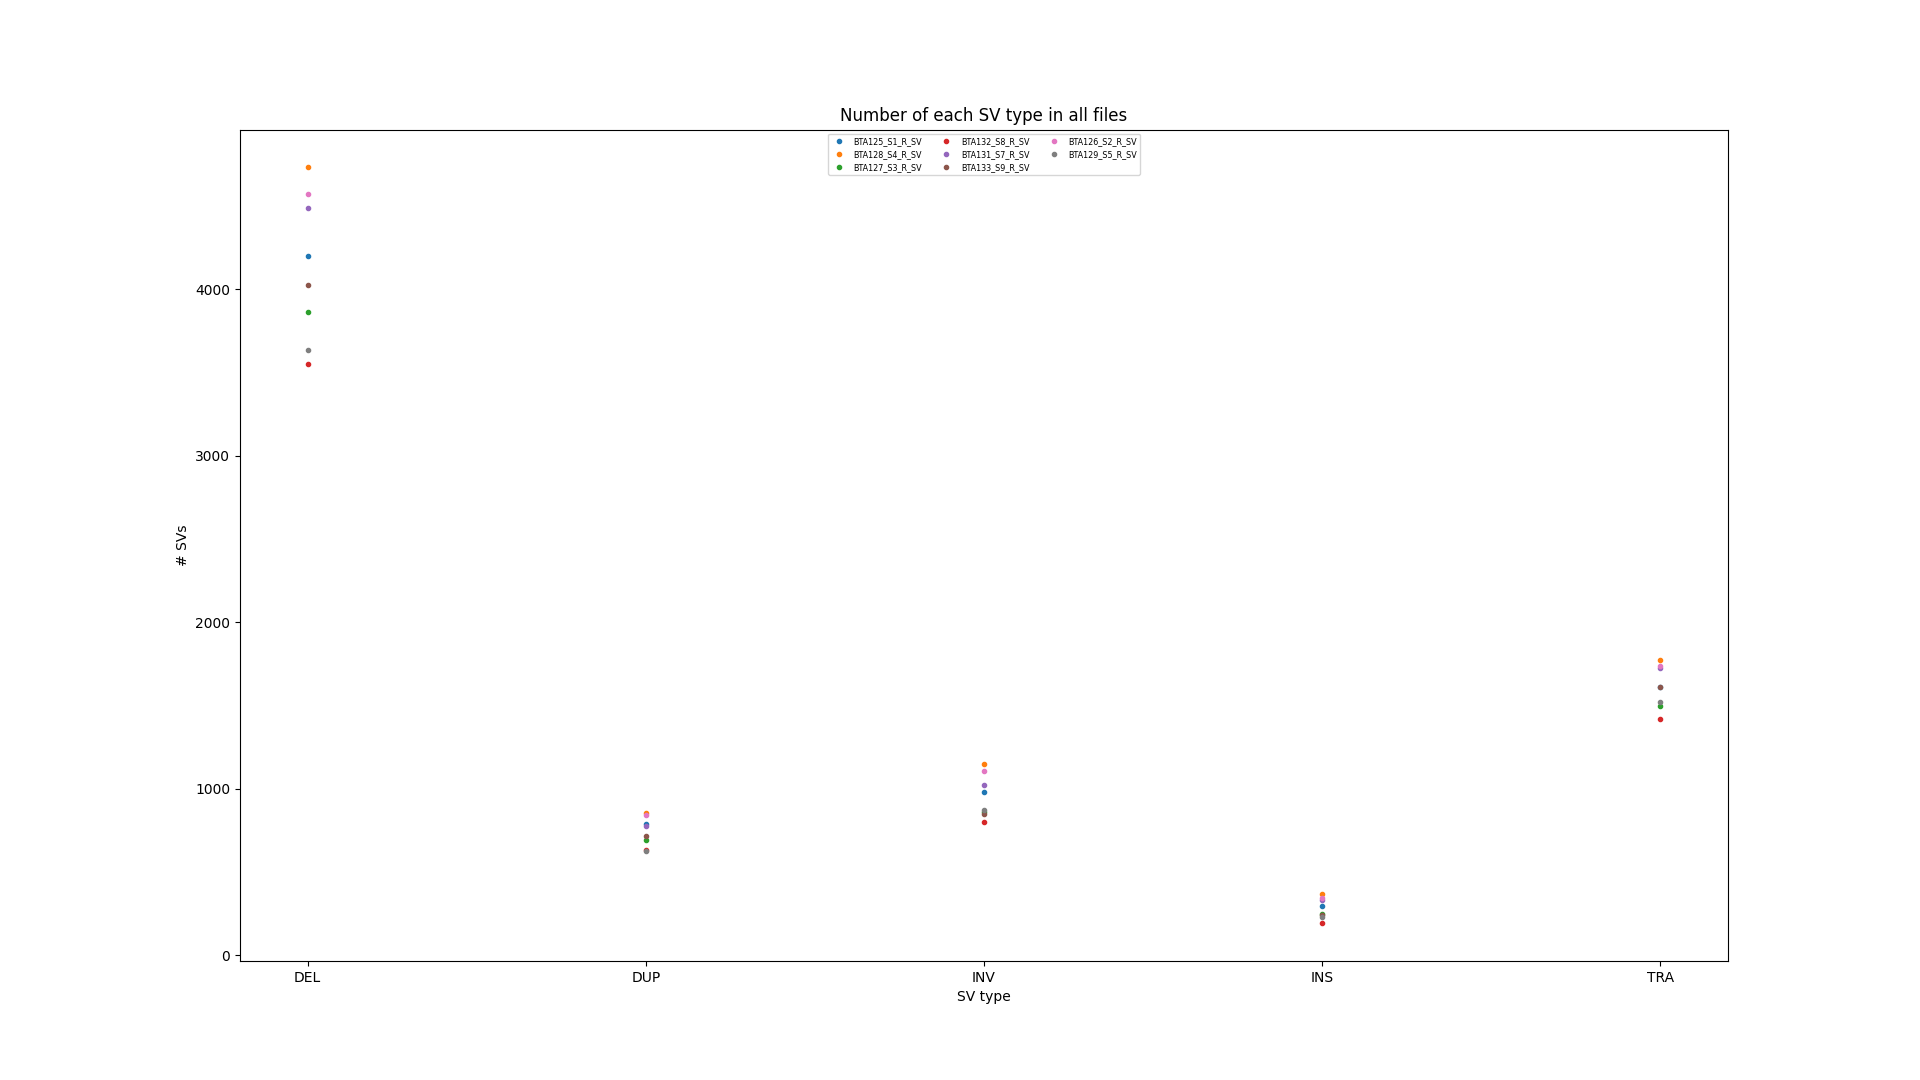 Number of each SV type in all files
BTA125_S1_R_SV
BTA128_S4_R_SV
BTA127_S3_R_SV
BTA132_S8_R_SV
BTA131_S7_R_SV
BTA133_S9_R_SV
BTA126_S2_R_SV
BTA129_S5_R_SV
# SVs
4000
3000
2000
1000
0
DEL DUP INV INS TRA
SV type